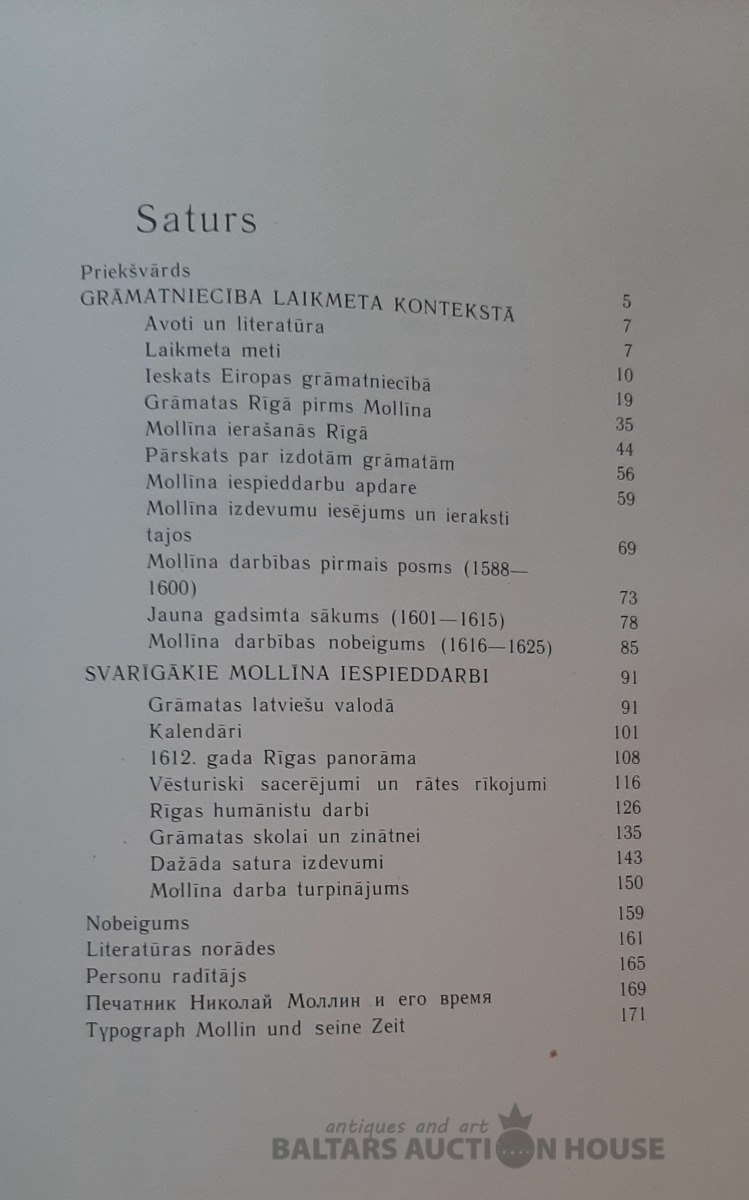 Saturs
Priekšvārds 5
GRĀMATNIECĪBA LAIKMETA KONTEKSTĀ 7
Avoti un literatūra 7
Laikmeta meti 10
Ieskats Eiropas grāmatniecībā 19
Grāmatas Rīgā pirms Mollīna 35
Mollīna ierašanās Rīgā 44
Pārskats par izdotām grāmatām 56
Mollīna iespieddarbu apdare 59
Mollīna izdevumu iesējums un ieraksti
tajos 69
Mollīna darbības pirmais posms (1588—
1600) 73
Jauna gadsimta sākums (1601—1615) 78
Mollīna darbības nobeigums (1616—1625) 85
SVARĪGĀKIE MOLLĪNA IESPIEDDARBI 91
Grāmatas latviešu valodā 91
Kalendāri 101
1612. gada Rīgas panorāma 108
Vēsturiski sacerējumi un rātes rīkojumi 116
Rīgas humānistu darbi 126
Grāmatas skolai un zinātnei 135
Dažāda satura izdevumi 143
Mollīna darba turpinājums 150
Nobeigums 159
Literatūras norādes 161
Personu radītājs 165
Печатник Николай Моллин и его время 169
Typograph Mollin und seine Zeit 171
antiques and art
BALTARS AUCTION HOUSE